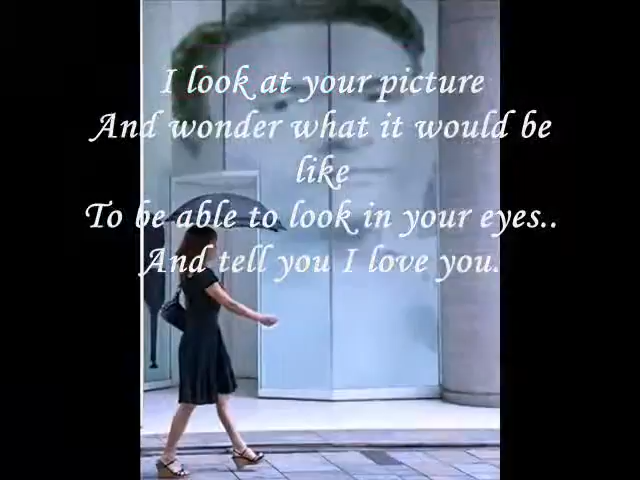 I look at your picture
And wonder what it would be
like
To be able to look in your eyes..
And tell you I love you.